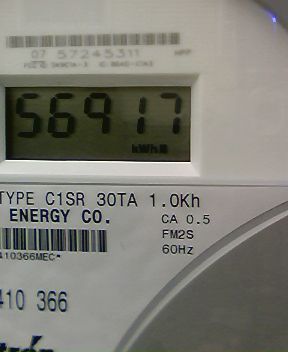 07 57245311
56917
kWh
TYPE C1SR 30TA 1.0Kh
ENERGY CO.
CA 0.5
FM2S
60Hz
410366MEC*
410 366